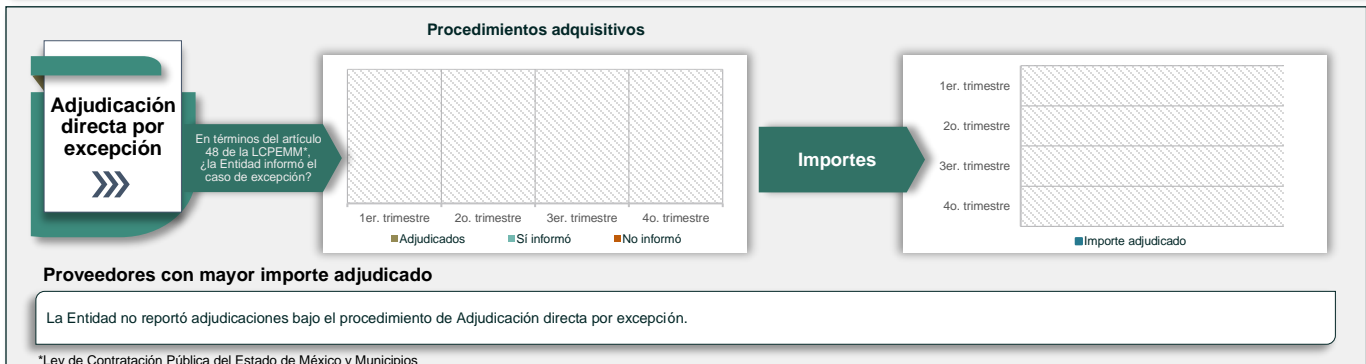 Procedimientos adquisitivos
Adjudicación
directa por
excepción
En términos del artículo
48 de la LCPEMM*,
¿la Entidad informó el
caso de excepción?
1er. trimestre 2o. trimestre 3er. trimestre 4o. trimestre
Adjudicados Sí informó No informó
Importes
1er. trimestre
2o. trimestre
3er. trimestre
4o. trimestre
Importe adjudicado
Proveedores con mayor importe adjudicado
La Entidad no reportó adjudicaciones bajo el procedimiento de Adjudicación directa por excepción.
*Ley de Contratación Pública del Estado de México y Municipios